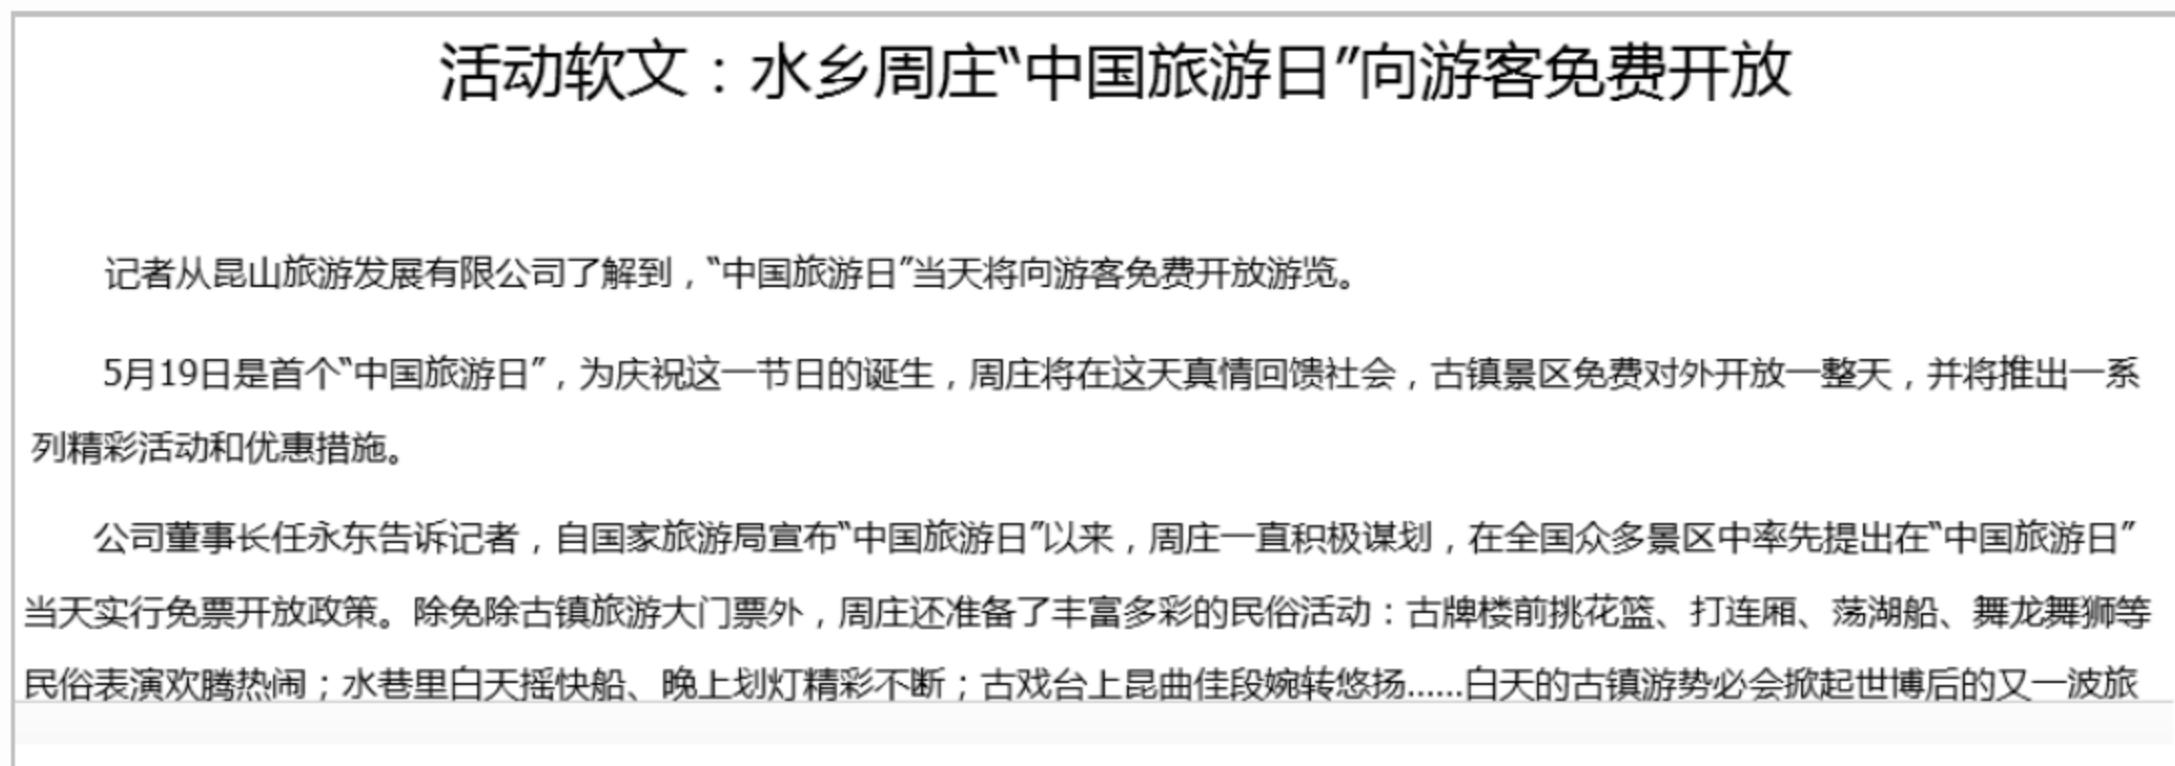 活动软文：水乡周庄“中国旅游日”向游客免费开放
记者从昆山旅游发展有限公司了解到，“中国旅游日”当天将向游客免费开放游览。
5月19日是首个“中国旅游日”，为庆祝这一节日的诞生，周庄将在这天真情回馈社会，古镇景区免费对外开放一整天，并将推出一系
列精彩活动和优惠措施。
公司董事长任永东告诉记者，自国家旅游局宣布“中国旅游日”以来，周庄一直积极谋划，在全国众多景区中率先提出在“中国旅游日”
当天实行免票开放政策。除免除古镇旅游大门票外，周庄还准备了丰富多彩的民俗活动：古牌楼前挑花篮、打连厢、荡湖船、舞龙舞狮等
民俗表演欢腾热闹；水巷里白天摇快船、晚上划灯精彩不断；古戏台上昆曲佳段婉转悠扬……白天的古镇游势必会掀起世博后的又一波旅